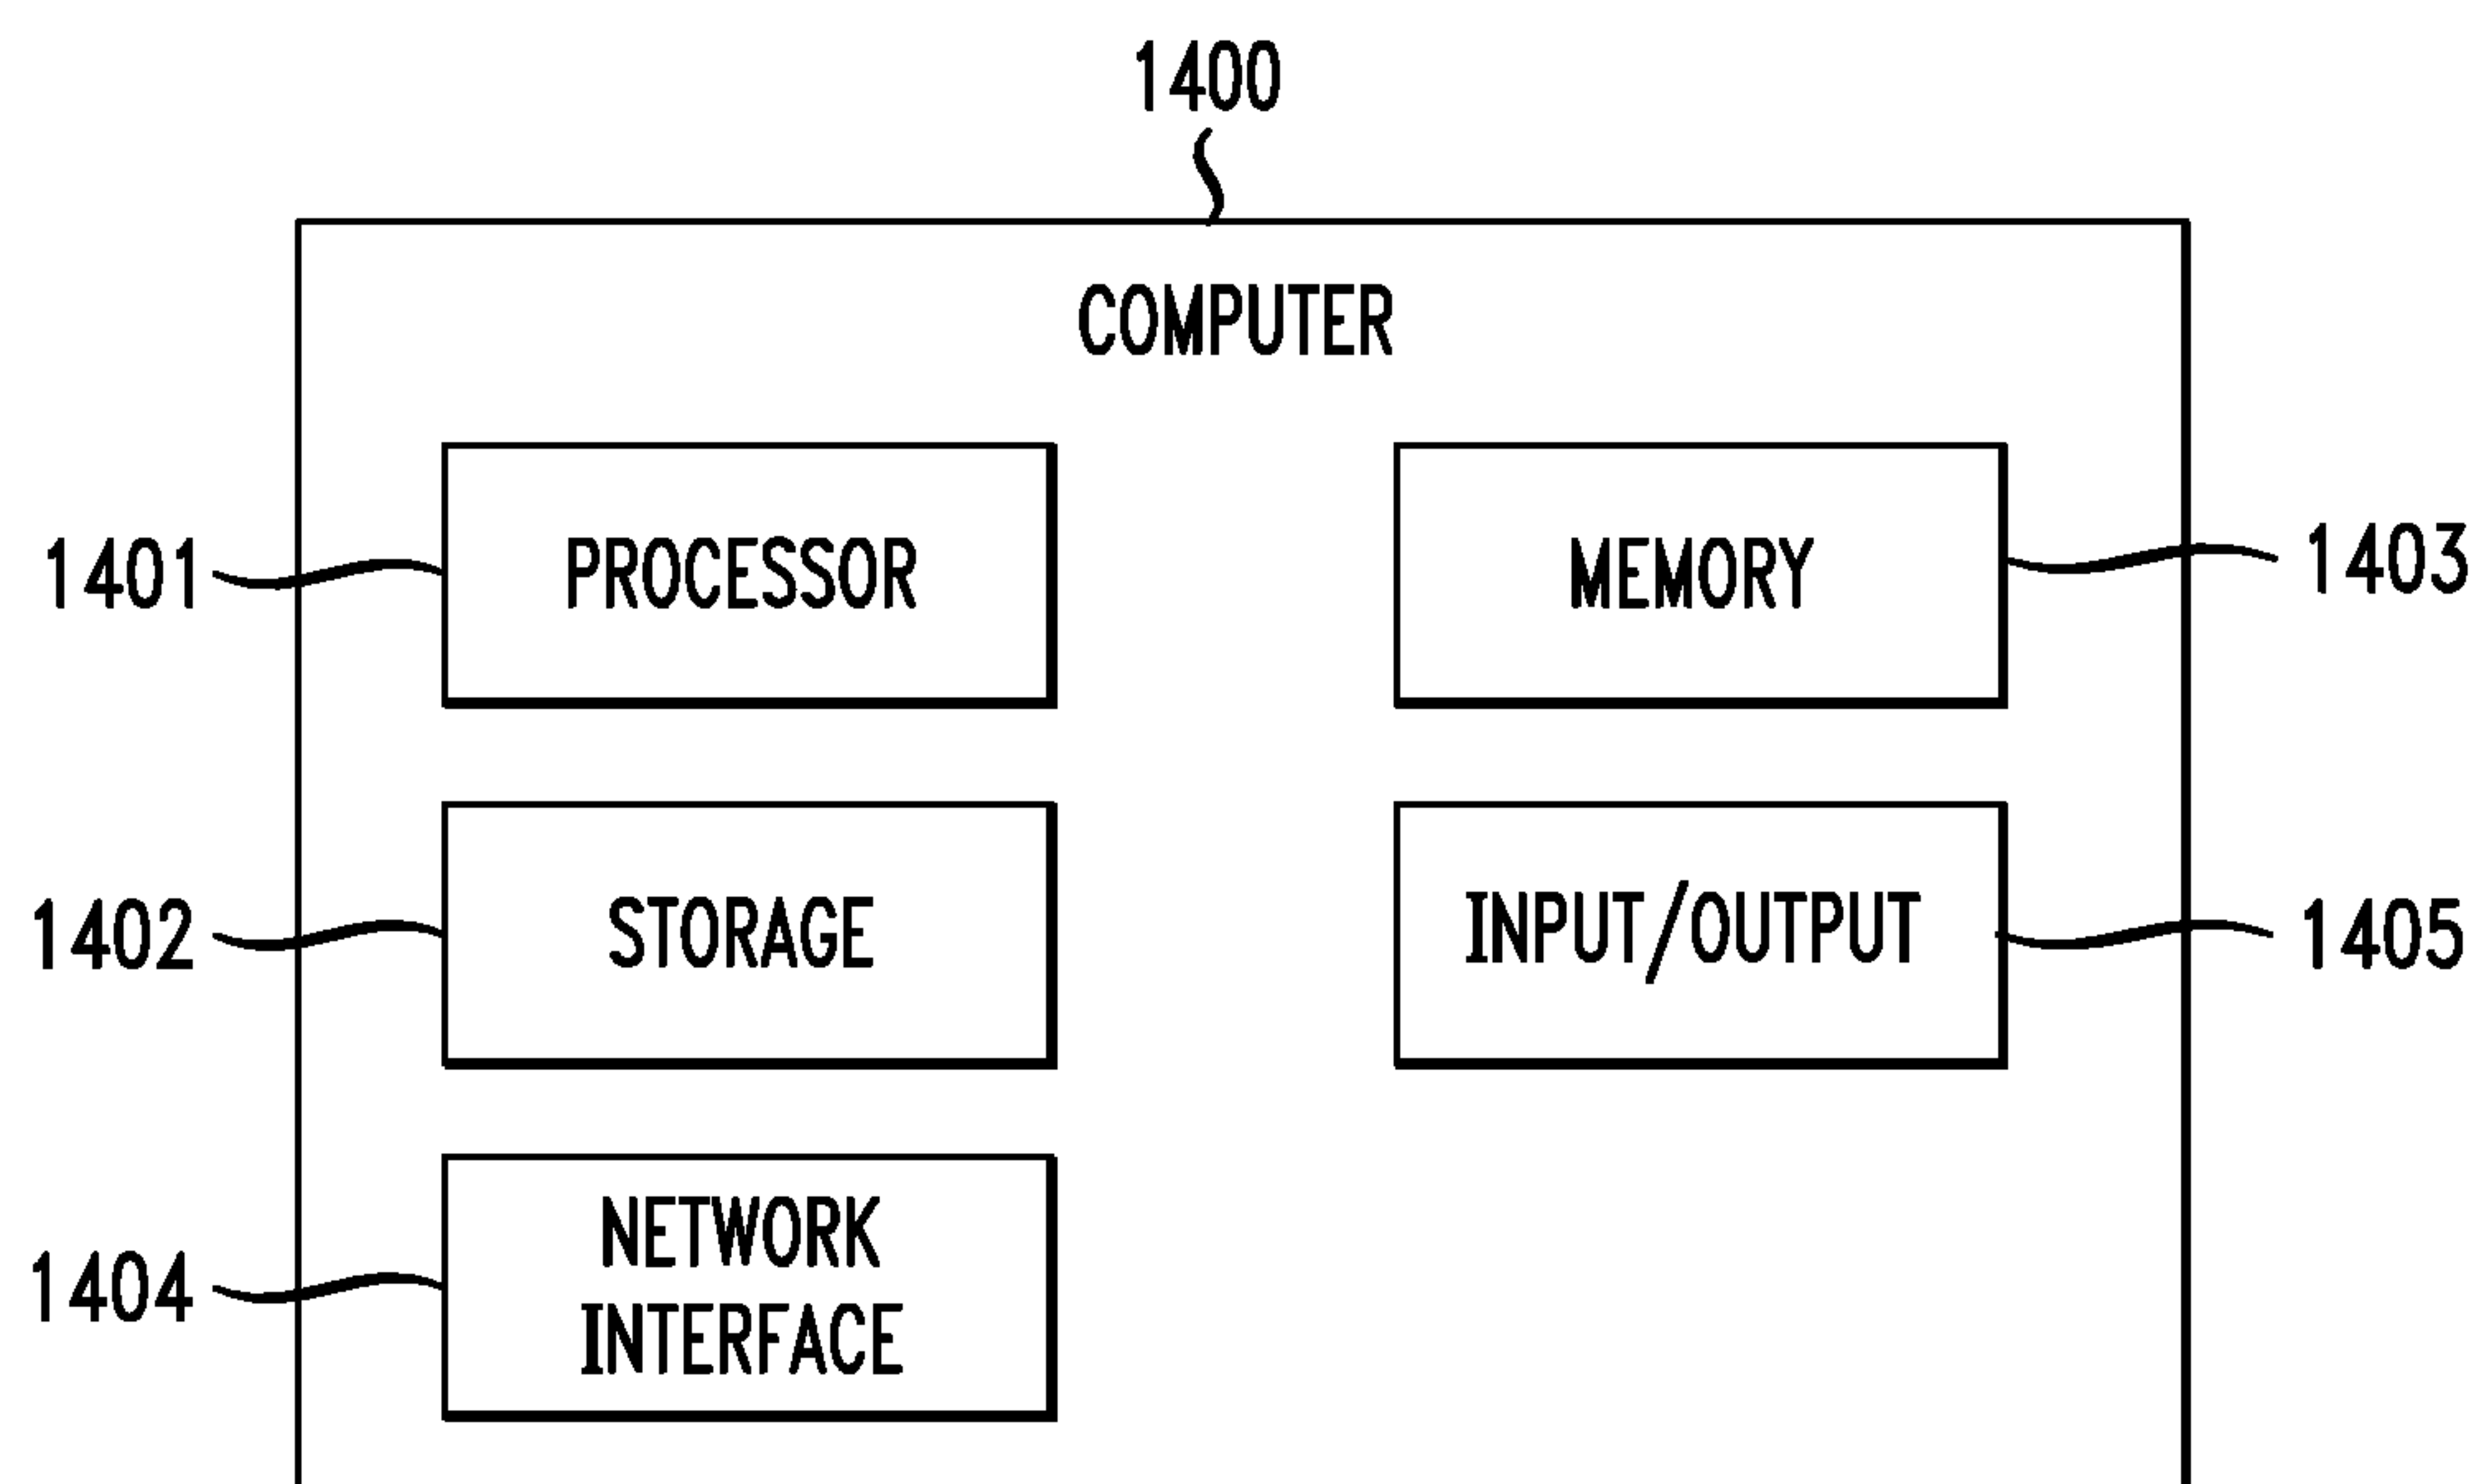 1400
COMPUTER
1401
PROCESSOR
MEMORY
1403
1402
STORAGE
INPUT/OUTPUT
1405
1404
NETWORK
INTERFACE